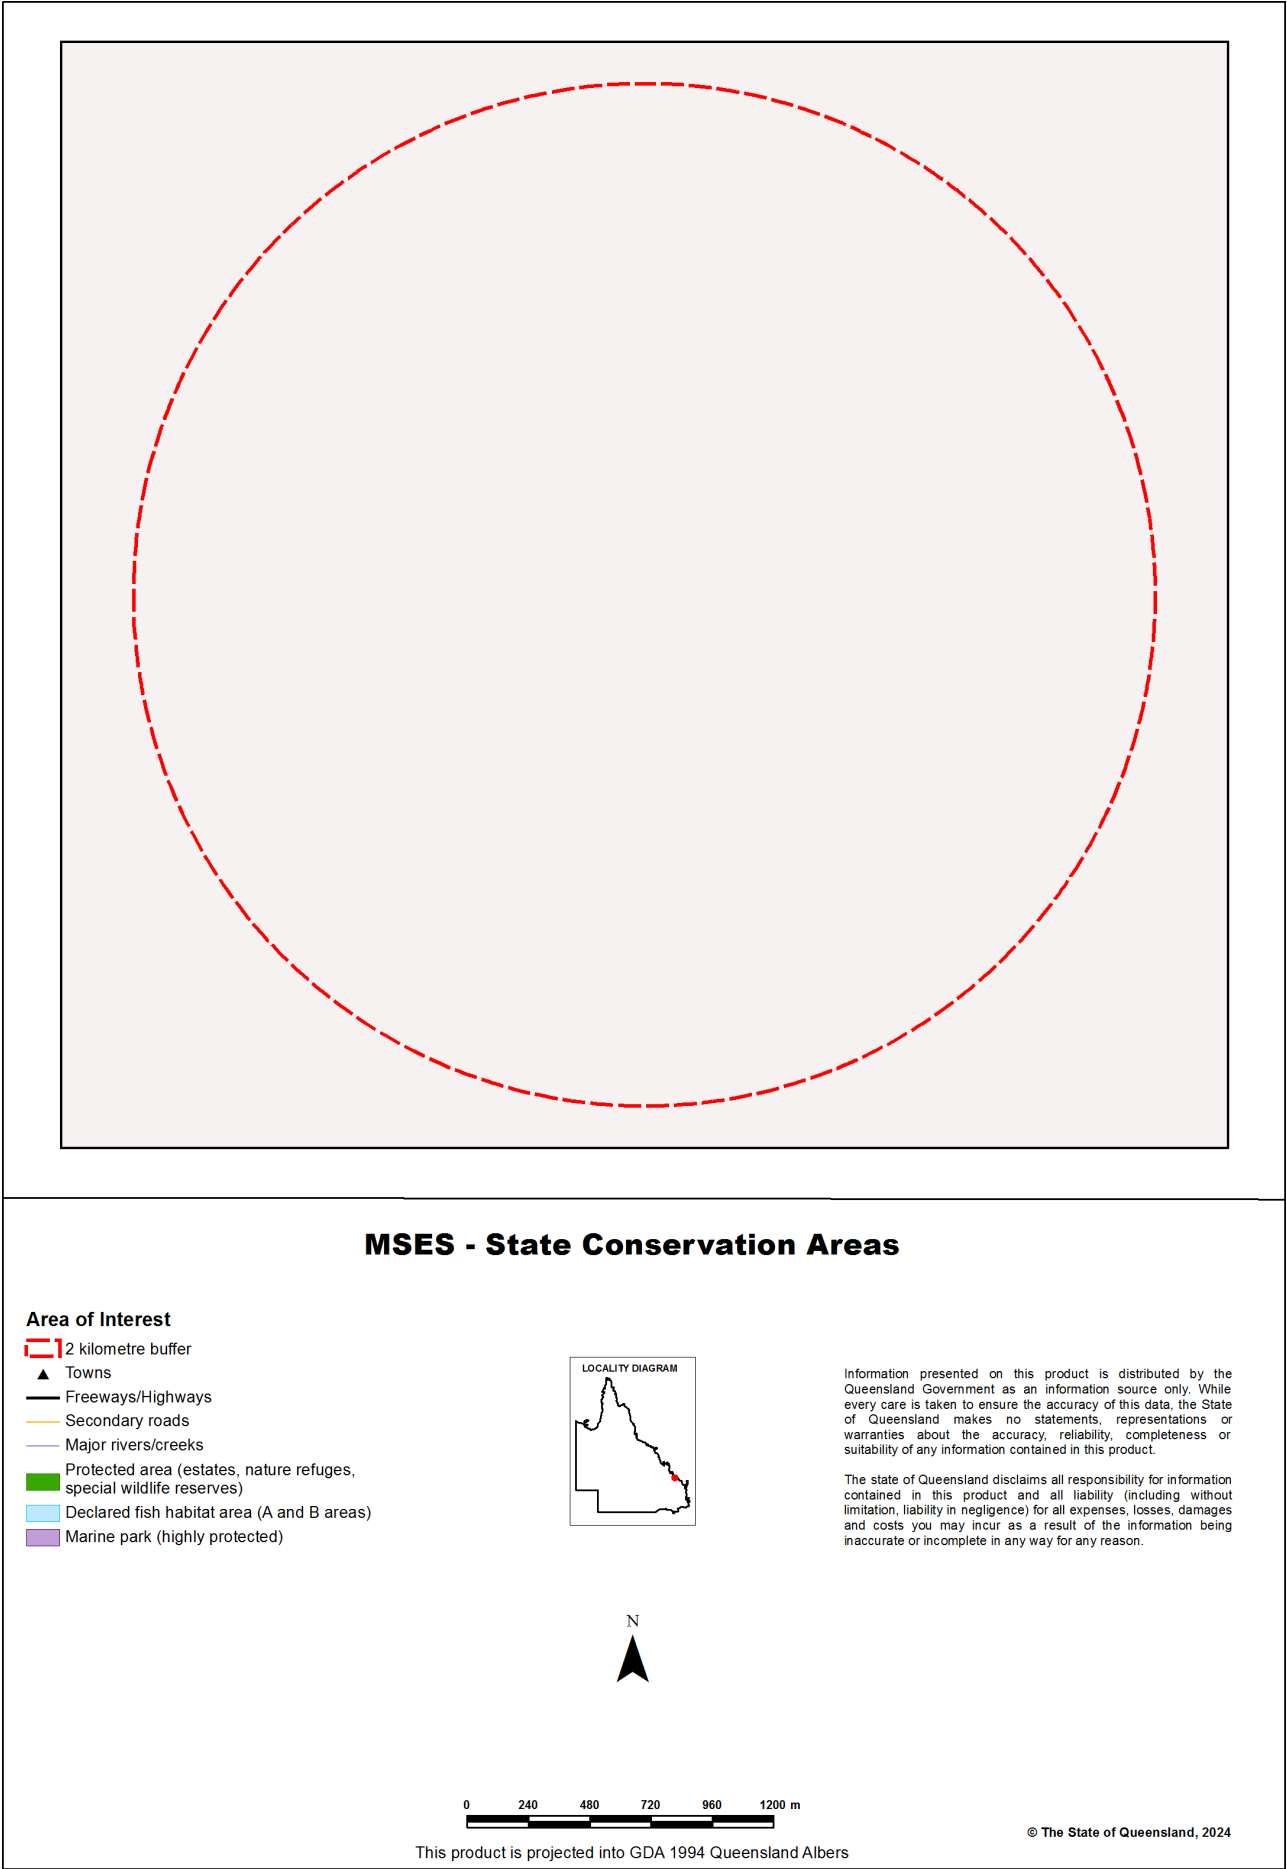 MSES - State Conservation Areas
Area of Interest
2 kilometre buffer
Towns
Freeways/Highways
Secondary roads
Major rivers/creeks
Protected area (estates, nature refuges,
special wildlife reserves)
Declared fish habitat area (A and B areas)
Marine park (highly protected)
LOCALITY DIAGRAM
Information presented on this product is distributed by the
Queensland Government as an information source only. While
every care is taken to ensure the accuracy of this data, the State
of Queensland makes no statements, representations or
warranties about the accuracy, reliability, completeness or
suitability of any information contained in this product.
The state of Queensland disclaims all responsibility for information
contained in this product and all liability (including without
limitation, liability in negligence) for all expenses, losses, damages
and costs you may incur as a result of the information being
inaccurate or incomplete in any way for any reason.
N
0 240 480 720 960 1200 m
This product is projected into GDA 1994 Queensland Albers
© The State of Queensland, 2024